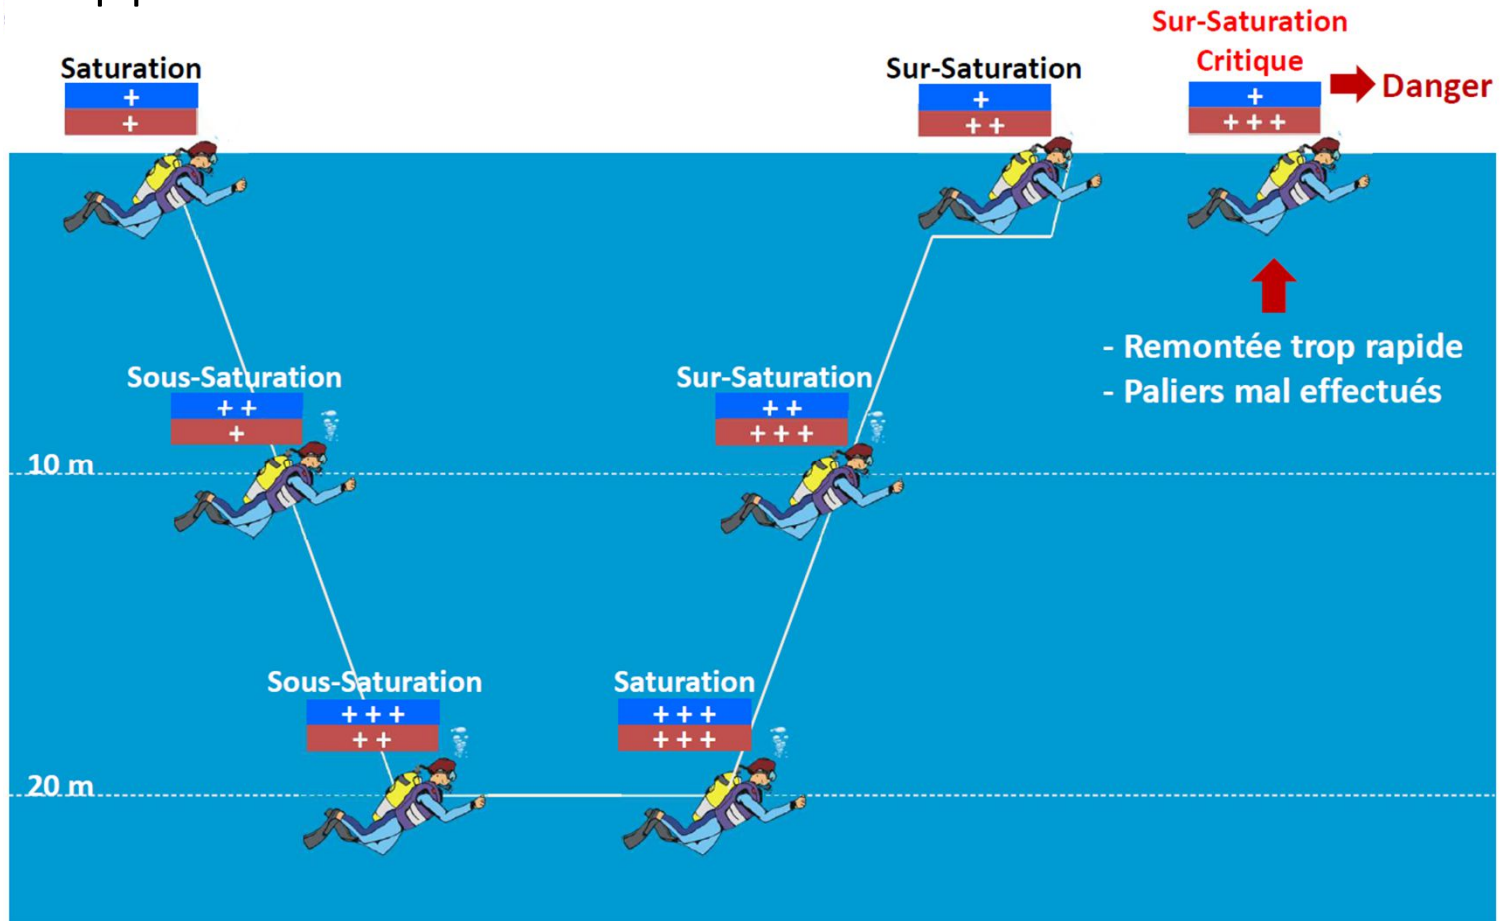 Saturation
+
+
Sur-Saturation
+
+ +
Sur-Saturation
Critique
+
+ + +
Danger
- Remontée trop rapide
- Paliers mal effectués
Sous-Saturation
+ +
+
Sur-Saturation
+ +
+ + +
10 m
Sous-Saturation
+ + +
+ +
Saturation
+ + +
+ + +
20 m